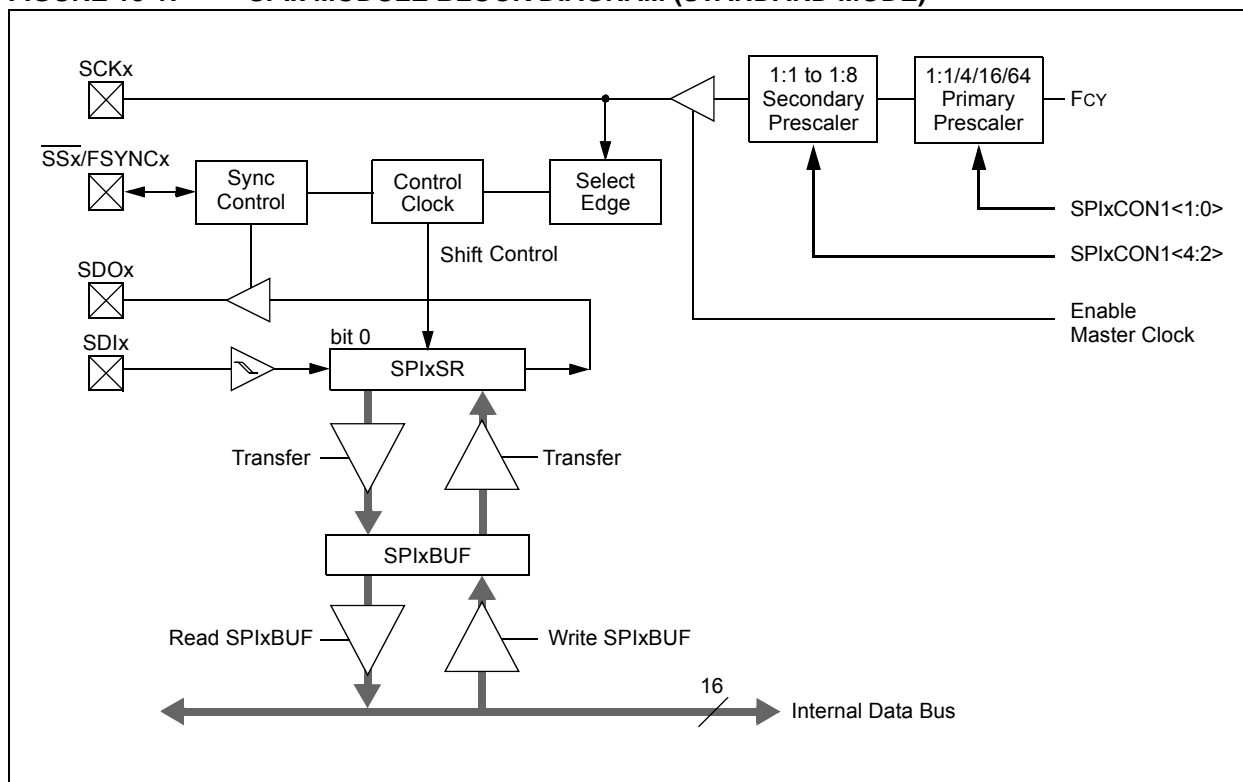 SCKx
1:1 to 1:8
Secondary
Prescaler
1:1/4/16/64
Primary
Prescaler
FCY
SSx/FSYNCx
Sync
Control
Control
Clock
Select
Edge
SPIxCON1<1:0>
Shift Control
SPIxCON1<4:2>
SDOx
Enable
Master Clock
SDIx
bit 0
SPIxSR
Transfer
Transfer
SPIxBUF
Read SPIxBUF
Write SPIxBUF
16
Internal Data Bus